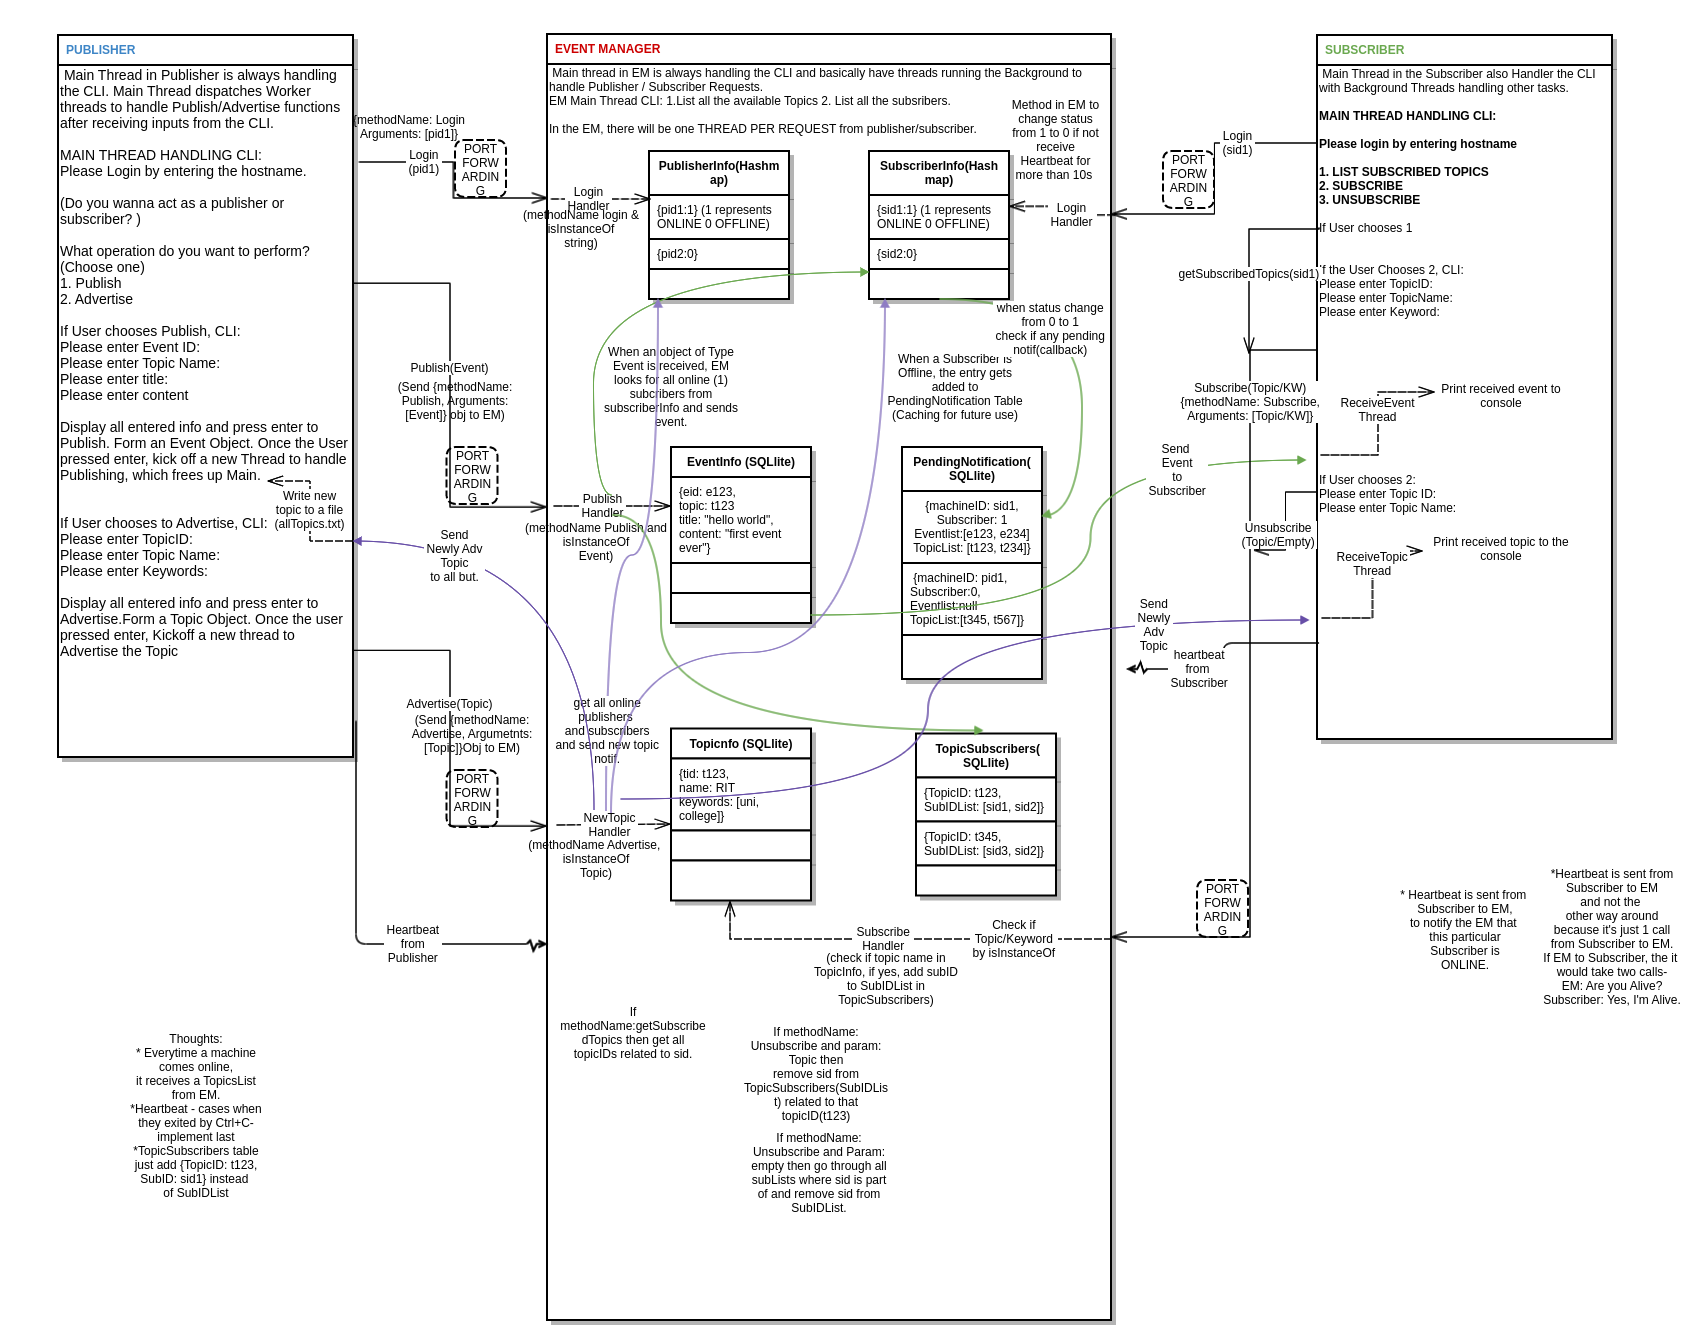 PUBLISHER
Main Thread in Publisher is always handling
the CLI. Main Thread dispatches Worker
threads to handle Publish/Advertise functions
after receiving inputs from the CLI.
MAIN THREAD HANDLING CLI:
Please Login by entering the hostname.
(Do you wanna act as a publisher or
subscriber? )
What operation do you want to perform?
(Choose one)
1. Publish
2. Advertise
If User chooses Publish, CLI:
Please enter Event ID:
Please enter Topic Name:
Please enter title:
Please enter content
Display all entered info and press enter to
Publish. Form an Event Object. Once the User
pressed enter, kick off a new Thread to handle
Publishing, which frees up Main.
Write new
topic to a file
(allTopics.txt)
If User chooses to Advertise, CLI:
Please enter TopicID:
Please enter Topic Name:
Please enter Keywords:
Display all entered info and press enter to
Advertise.Form a Topic Object. Once the user
pressed enter, Kickoff a new thread to
Advertise the Topic
{methodName: Login
Arguments: [pid1]}
Login
(pid1)
PORT
FORW
ARDIN
G
Publish(Event)
(Send {methodName:
Publish, Arguments:
[Event]} obj to EM)
PORT
FORW
ARDIN
G
Send
Newly Adv
Topic
to all but.
Advertise(Topic)
(Send {methodName:
Advertise, Argumetnts:
[Topic]}Obj to EM)
PORT
FORW
ARDIN
G
Heartbeat
from
Publisher
Thoughts:
* Everytime a machine
comes online,
it receives a TopicsList
from EM.
*Heartbeat - cases when
they exited by Ctrl+C-
implement last
*TopicSubscribers table
just add {TopicID: t123,
SubID: sid1} instead
of SubIDList
EVENT MANAGER
Main thread in EM is always handling the CLI and basically have threads running the Background to
handle Publisher / Subscriber Requests.
EM Main Thread CLI: 1.List all the available Topics 2. List all the subsribers.
In the EM, there will be one THREAD PER REQUEST from publisher/subscriber.
Method in EM to
change status
from 1 to 0 if not
receive
Heartbeat for
more than 10s
Login
Handler
(methodName login &
isInstanceOf
string)
PublisherInfo(Hashm
ap)
{pid1:1} (1 represents
ONLINE 0 OFFLINE)
{pid2:0}
SubscriberInfo(Hash
map)
{sid1:1} (1 represents
ONLINE 0 OFFLINE)
{sid2:0}
Login
Handler
when status change
from 0 to 1
check if any pending
notif(callback)
When an object of Type
Event is received, EM
looks for all online (1)
subcribers from
subscriberInfo and sends
event.
When a Subscriber is
Offline, the entry gets
added to
PendingNotification Table
(Caching for future use)
Publish
Handler
(methodName Publish and
isInstanceOf
Event)
EventInfo (SQLlite)
{eid: e123,
topic: t123
title: "hello world",
content: "first event
ever"}
PendingNotification(
SQLlite)
{machineID: sid1,
Subscriber: 1
Eventlist:[e123, e234]
TopicList: [t123, t234]}
{machineID: pid1,
Subscriber:0,
Eventlist:null
TopicList:[t345, t567]}
get all online
publishers
and subscribers
and send new topic
notif.
NewTopic
Handler
(methodName Advertise,
isInstanceOf
Topic)
Topicnfo (SQLlite)
{tid: t123,
name: RIT
keywords: [uni,
college]}
TopicSubscribers(
SQLlite)
{TopicID: t123,
SubIDList: [sid1, sid2]}
{TopicID: t345,
SubIDList: [sid3, sid2]}
Subscribe
Handler
(check if topic name in
TopicInfo, if yes, add subID
to SubIDList in
TopicSubscribers)
Check if
Topic/Keyword
by isInstanceOf
If
methodName:getSubscribe
dTopics then get all
topicIDs related to sid.
If methodName:
Unsubscribe and param:
Topic then
remove sid from
TopicSubscribers(SubIDLis
t) related to that
topicID(t123)
If methodName:
Unsubscribe and Param:
empty then go through all
subLists where sid is part
of and remove sid from
SubIDList.
Login
(sid1)
PORT
FORW
ARDIN
G
getSubscribedTopics(sid1)
Subscribe(Topic/KW)
{methodName: Subscribe,
Arguments: [Topic/KW]}
Send
Event
to
Subscriber
Unsubscribe
(Topic/Empty)
Send
Newly
Adv
Topic
heartbeat
from
Subscriber
PORT
FORW
ARDIN
G
SUBSCRIBER
Main Thread in the Subscriber also Handler the CLI
with Background Threads handling other tasks.
MAIN THREAD HANDLING CLI:
Please login by entering hostname
1. LIST SUBSCRIBED TOPICS
2. SUBSCRIBE
3. UNSUBSCRIBE
If User chooses 1
If the User Chooses 2, CLI:
Please enter TopicID:
Please enter TopicName:
Please enter Keyword:
ReceiveEvent
Thread
Print received event to
console
If User chooses 2:
Please enter Topic ID:
Please enter Topic Name:
ReceiveTopic
Thread
Print received topic to the
console
* Heartbeat is sent from
Subscriber to EM,
to notify the EM that
this particular
Subscriber is
ONLINE.
*Heartbeat is sent from
Subscriber to EM
and not the
other way around
because it's just 1 call
from Subscriber to EM.
If EM to Subscriber, the it
would take two calls-
EM: Are you Alive?
Subscriber: Yes, I'm Alive.